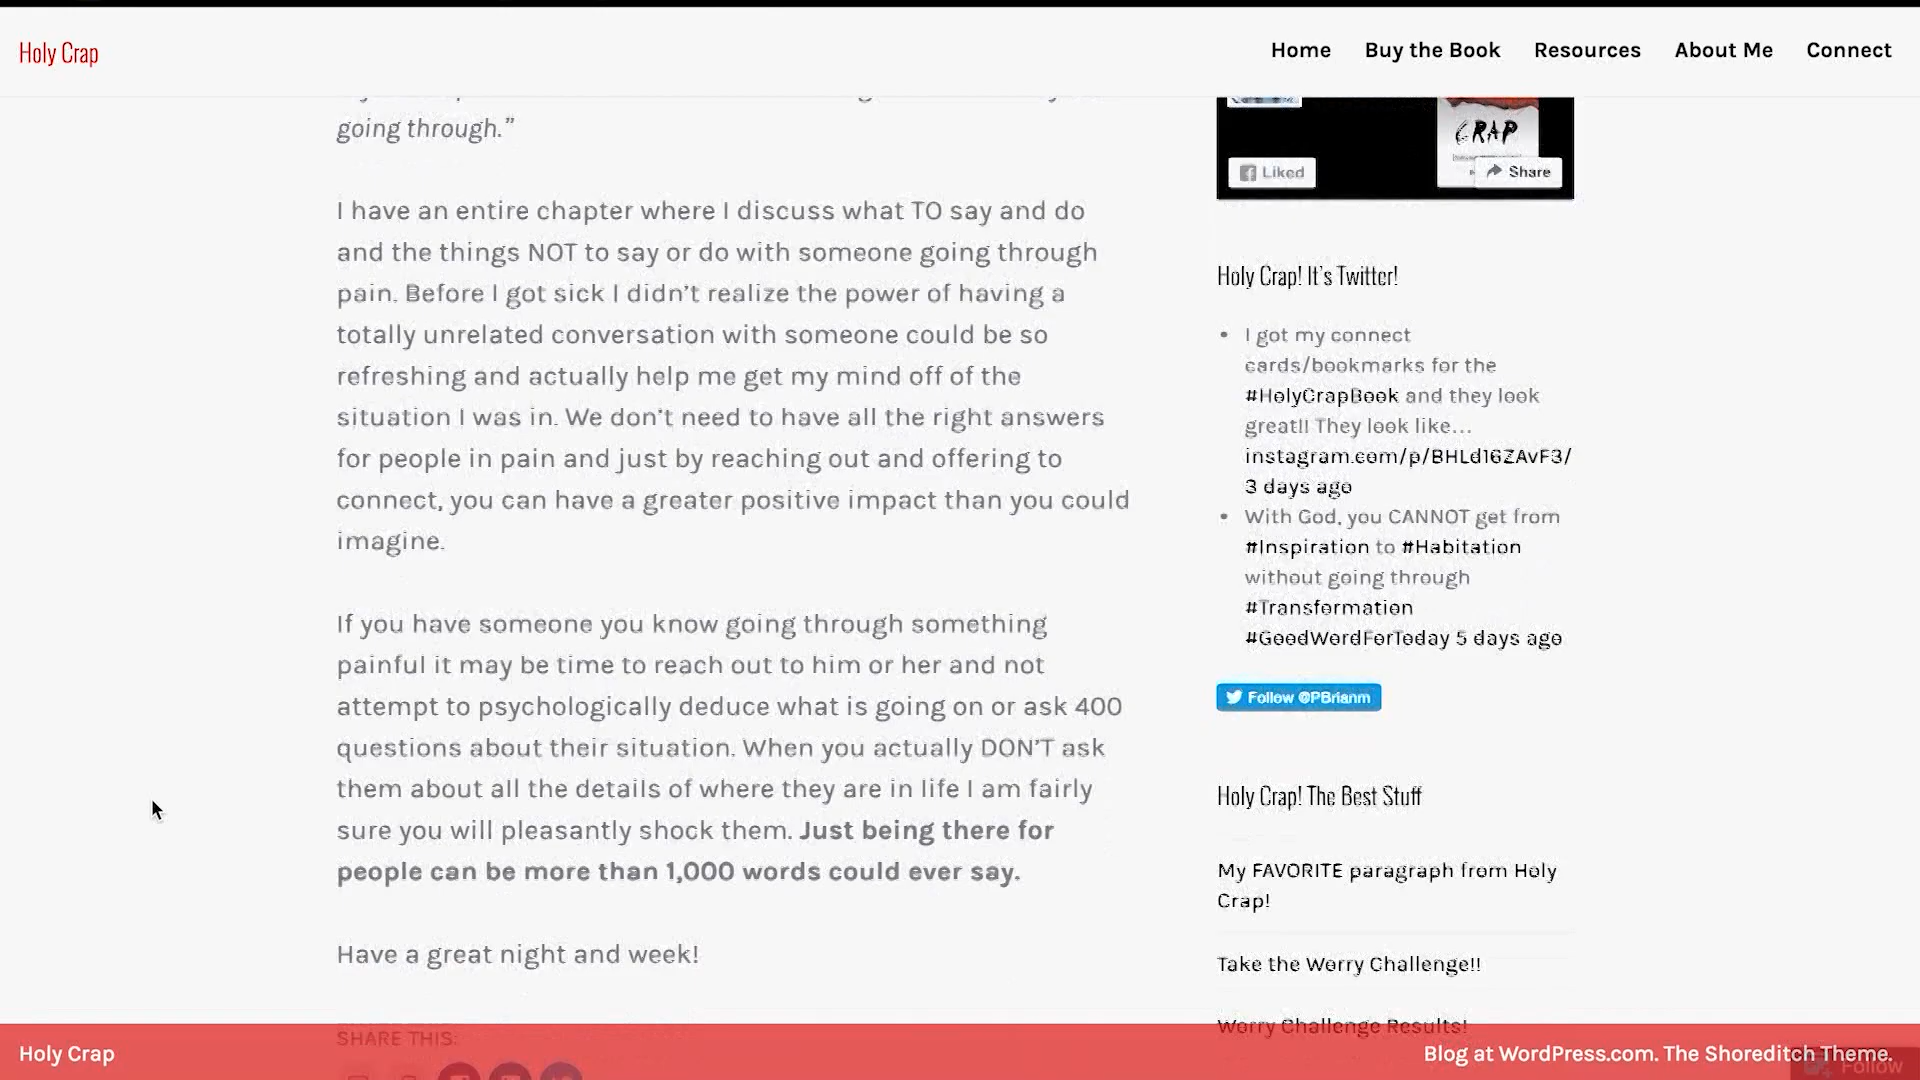 Holy Crap
Home
Buy the Book
Resources
About Me
Connect
going through.”
I have an entire chapter where I discuss what TO say and do
and the things NOT to say or do with someone going through
pain. Before I got sick I didn’t realize the power of having a
totally unrelated conversation with someone could be so
refreshing and actually help me get my mind off of the
situation I was in. We don’t need to have all the right answers
for people in pain and just by reaching out and offering to
connect, you can have a greater positive impact than you could
imagine.
If you have someone you know going through something
painful it may be time to reach out to him or her and not
attempt to psychologically deduce what is going on or ask 400
questions about their situation. When you actually DON’T ask
them about all the details of where they are in life I am fairly
sure you will pleasantly shock them. Just being there for
people can be more than 1,000 words could ever say.
Have a great night and week!
SHARE THIS:
CRAP
Liked
Share
Holy Crap! It’s Twitter!
• I got my connect
cards/bookmarks for the
#HolyCrapBook and they look
great!! They look like…
instagram.com/p/BHLd16ZAvF3/
3 days ago
• With God, you CANNOT get from
#Inspiration to #Habitation
without going through
#Transformation
#GoodWordForToday 5 days ago
Follow @PBrianm
Holy Crap! The Best Stuff
My FAVORITE paragraph from Holy
Crap!
Take the Worry Challenge!!
Worry Challenge Results!
Holy Crap
Blog at WordPress.com. The Shoreditch Theme.
Follow